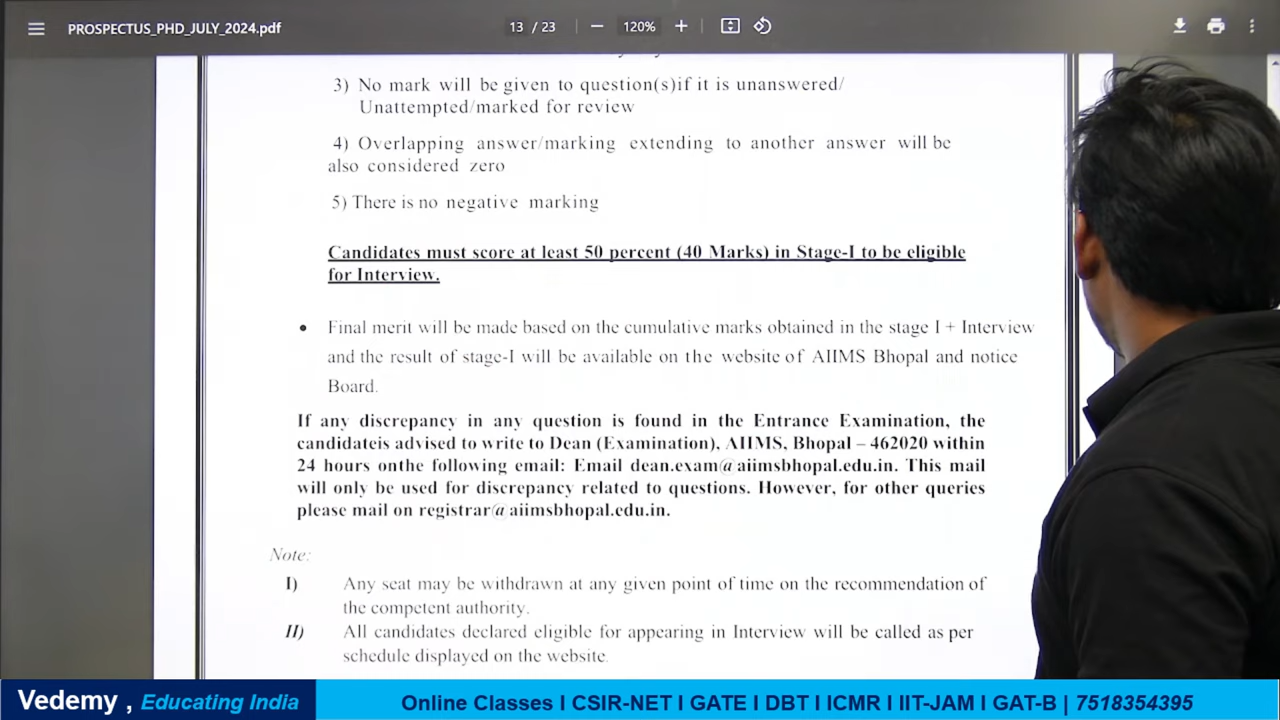 PROSPECTUS_PHD_JULY_2024.pdf
13 / 23
120%
3) No mark will be given to question(s)if it is unanswered/
Unattempted/marked for review
4) Overlapping answer/marking extending to another answer will be
also considered zero
5) There is no negative marking
Candidates must score at least 50 percent (40 Marks) in Stage-I to be eligible
for Interview.
• Final merit will be made based on the cumulative marks obtained in the stage I + Interview
and the result of stage-I will be available on the website of AIIMS Bhopal and notice
Board.
If any discrepancy in any question is found in the Entrance Examination, the
candidateis advised to write to Dean (Examination), AIIMS, Bhopal – 462020 within
24 hours onthe following email: Email dean.exam@aiimsbhopal.edu.in. This mail
will only be used for discrepancy related to questions. However, for other queries
please mail on registrar@aiimsbhopal.edu.in.
Note:
I) Any seat may be withdrawn at any given point of time on the recommendation of
the competent authority.
II) All candidates declared eligible for appearing in Interview will be called as per
schedule displayed on the website.
Vedemy , Educating India
Online Classes I CSIR-NET I GATE I DBT I ICMR I IIT-JAM I GAT-B | 7518354395